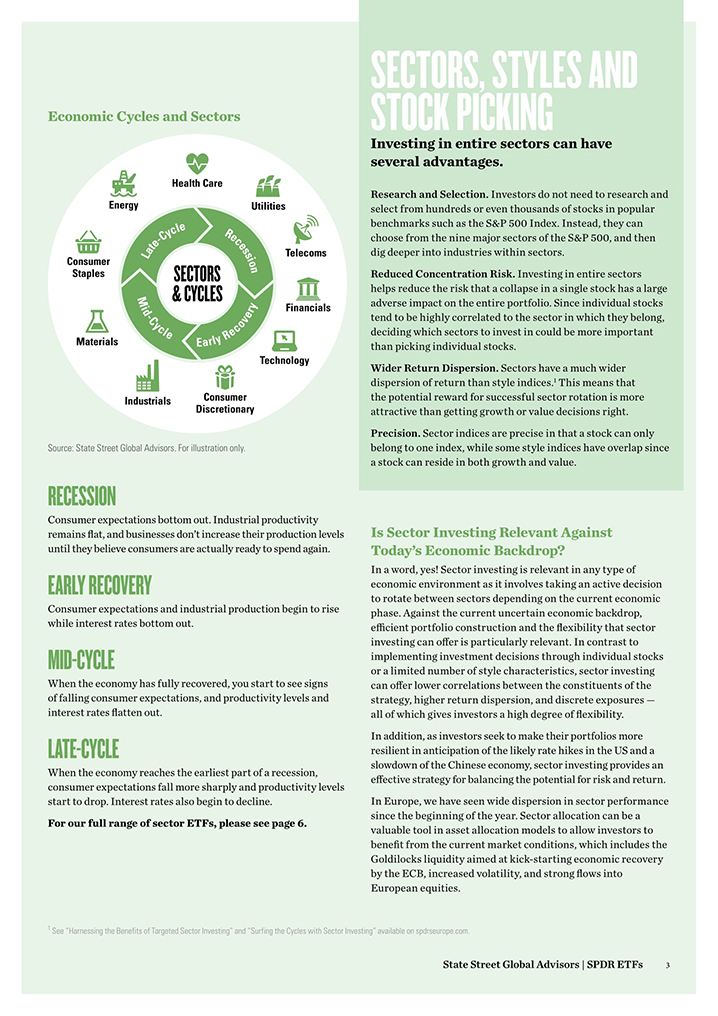 Economic Cycles and Sectors
Health Care
Energy
Utilities
Telecoms
Consumer
Staples
Financials
Materials
Technology
Industrials
Consumer
Discretionary
Late-Cycle
Recession
Mid-Cycle
Early Recovery
SECTORS
& CYCLES
Source: State Street Global Advisors. For illustration only.
RECESSION
Consumer expectations bottom out. Industrial productivity
remains flat, and businesses don't increase their production levels
until they believe consumers are actually ready to spend again.
EARLY RECOVERY
Consumer expectations and industrial production begin to rise
while interest rates bottom out.
MID-CYCLE
When the economy has fully recovered, you start to see signs
of falling consumer expectations, and productivity levels and
interest rates flatten out.
LATE-CYCLE
When the economy reaches the earliest part of a recession,
consumer expectations fall more sharply and productivity levels
start to drop. Interest rates also begin to decline.
For our full range of sector ETFs, please see page 6.
SECTORS, STYLES AND
STOCK PICKING
Investing in entire sectors can have
several advantages.
Research and Selection. Investors do not need to research and
select from hundreds or even thousands of stocks in popular
benchmarks such as the S&P 500 Index. Instead, they can
choose from the nine major sectors of the S&P 500, and then
dig deeper into industries within sectors.
Reduced Concentration Risk. Investing in entire sectors
helps reduce the risk that a collapse in a single stock has a large
adverse impact on the entire portfolio. Since individual stocks
tend to be highly correlated to the sector in which they belong,
deciding which sectors to invest in could be more important
than picking individual stocks.
Wider Return Dispersion. Sectors have a much wider
dispersion of return than style indices.¹ This means that
the potential reward for successful sector rotation is more
attractive than getting growth or value decisions right.
Precision. Sector indices are precise in that a stock can only
belong to one index, while some style indices have overlap since
a stock can reside in both growth and value.
Is Sector Investing Relevant Against
Today's Economic Backdrop?
In a word, yes! Sector investing is relevant in any type of
economic environment as it involves taking an active decision
to rotate between sectors depending on the current economic
phase. Against the current uncertain economic backdrop,
efficient portfolio construction and the flexibility that sector
investing can offer is particularly relevant. In contrast to
implementing investment decisions through individual stocks
or a limited number of style characteristics, sector investing
can offer lower correlations between the constituents of the
strategy, higher return dispersion, and discrete exposures —
all of which gives investors a high degree of flexibility.
In addition, as investors seek to make their portfolios more
resilient in anticipation of the likely rate hikes in the US and a
slowdown of the Chinese economy, sector investing provides an
effective strategy for balancing the potential for risk and return.
In Europe, we have seen wide dispersion in sector performance
since the beginning of the year. Sector allocation can be a
valuable tool in asset allocation models to allow investors to
benefit from the current market conditions, which includes the
Goldilocks liquidity aimed at kick-starting economic recovery
by the ECB, increased volatility, and strong flows into
European equities.
¹ See "Harnessing the Benefits of Targeted Sector Investing" and "Surfing the Cycles with Sector Investing" available on spdrseurope.com.
State Street Global Advisors | SPDR ETFs 3